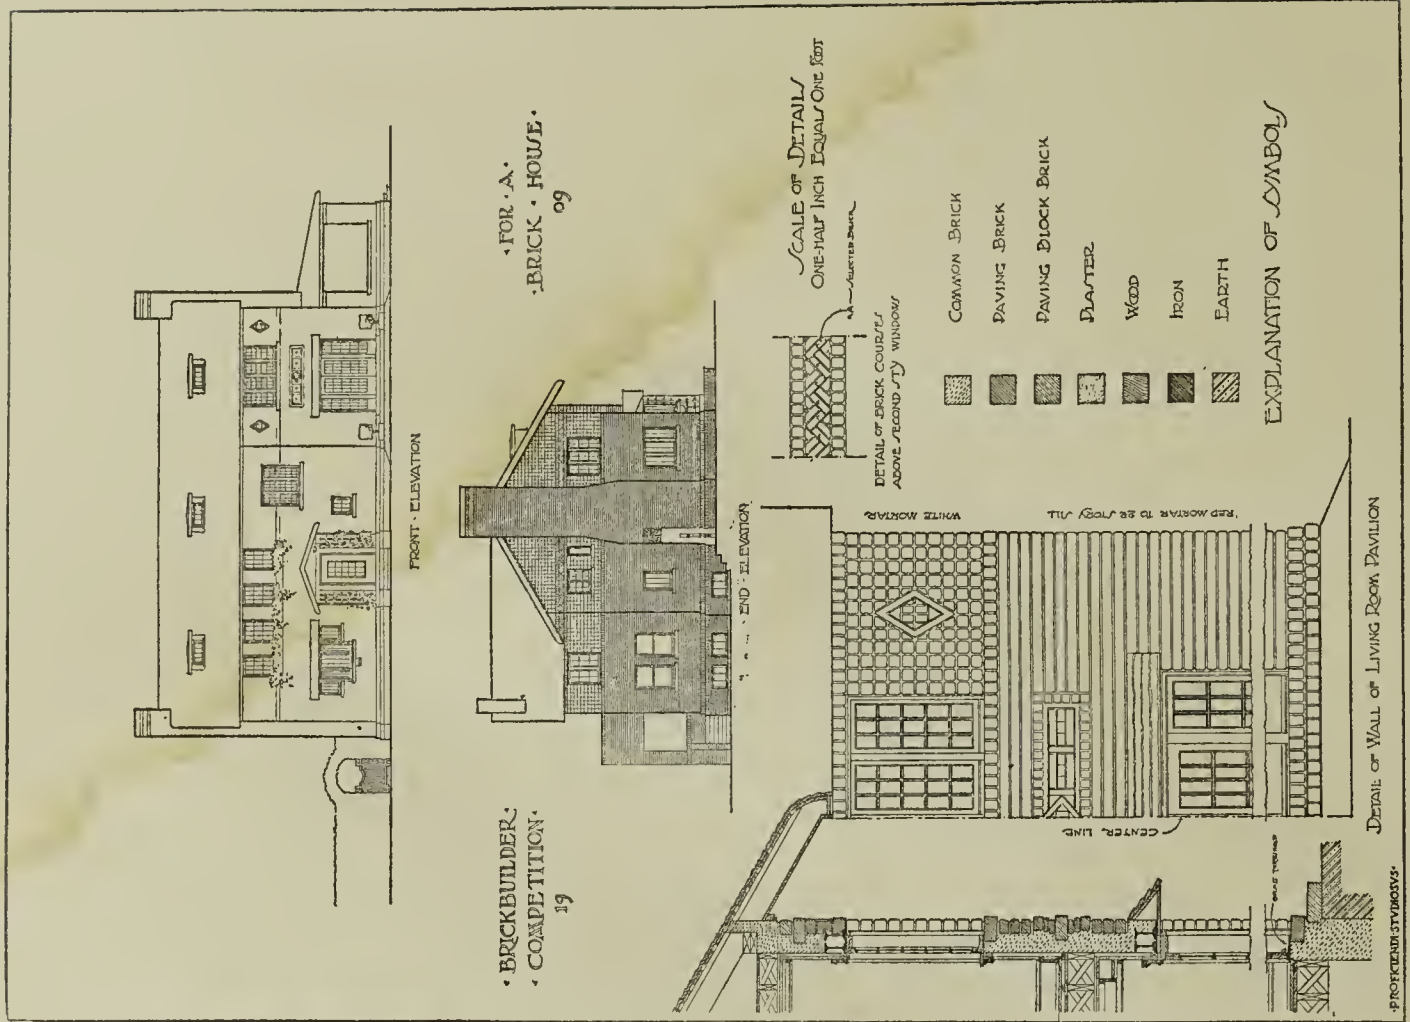 FRONT · ELEVATION
· BRICKBUILDER ·
· COMPETITION ·
19
· FOR · A ·
· BRICK · HOUSE ·
09
END · ELEVATION
SCALE OF DETAILS
ONE-HALF INCH EQUALS ONE FOOT
SELECTED BRICK
DETAIL OF BRICK COURSES
ABOVE SECOND STY WINDOWS
COMMON BRICK
PAVING BRICK
PAVING BLOCK BRICK
PLASTER
WOOD
IRON
EARTH
EXPLANATION OF SYMBOLS
WHITE MORTAR
RED MORTAR TO 2D STORY SILL
CENTER LINE
DETAIL OF WALL OF LIVING ROOM PAVILION
·PROFICIENDI·STVDIOSVS·